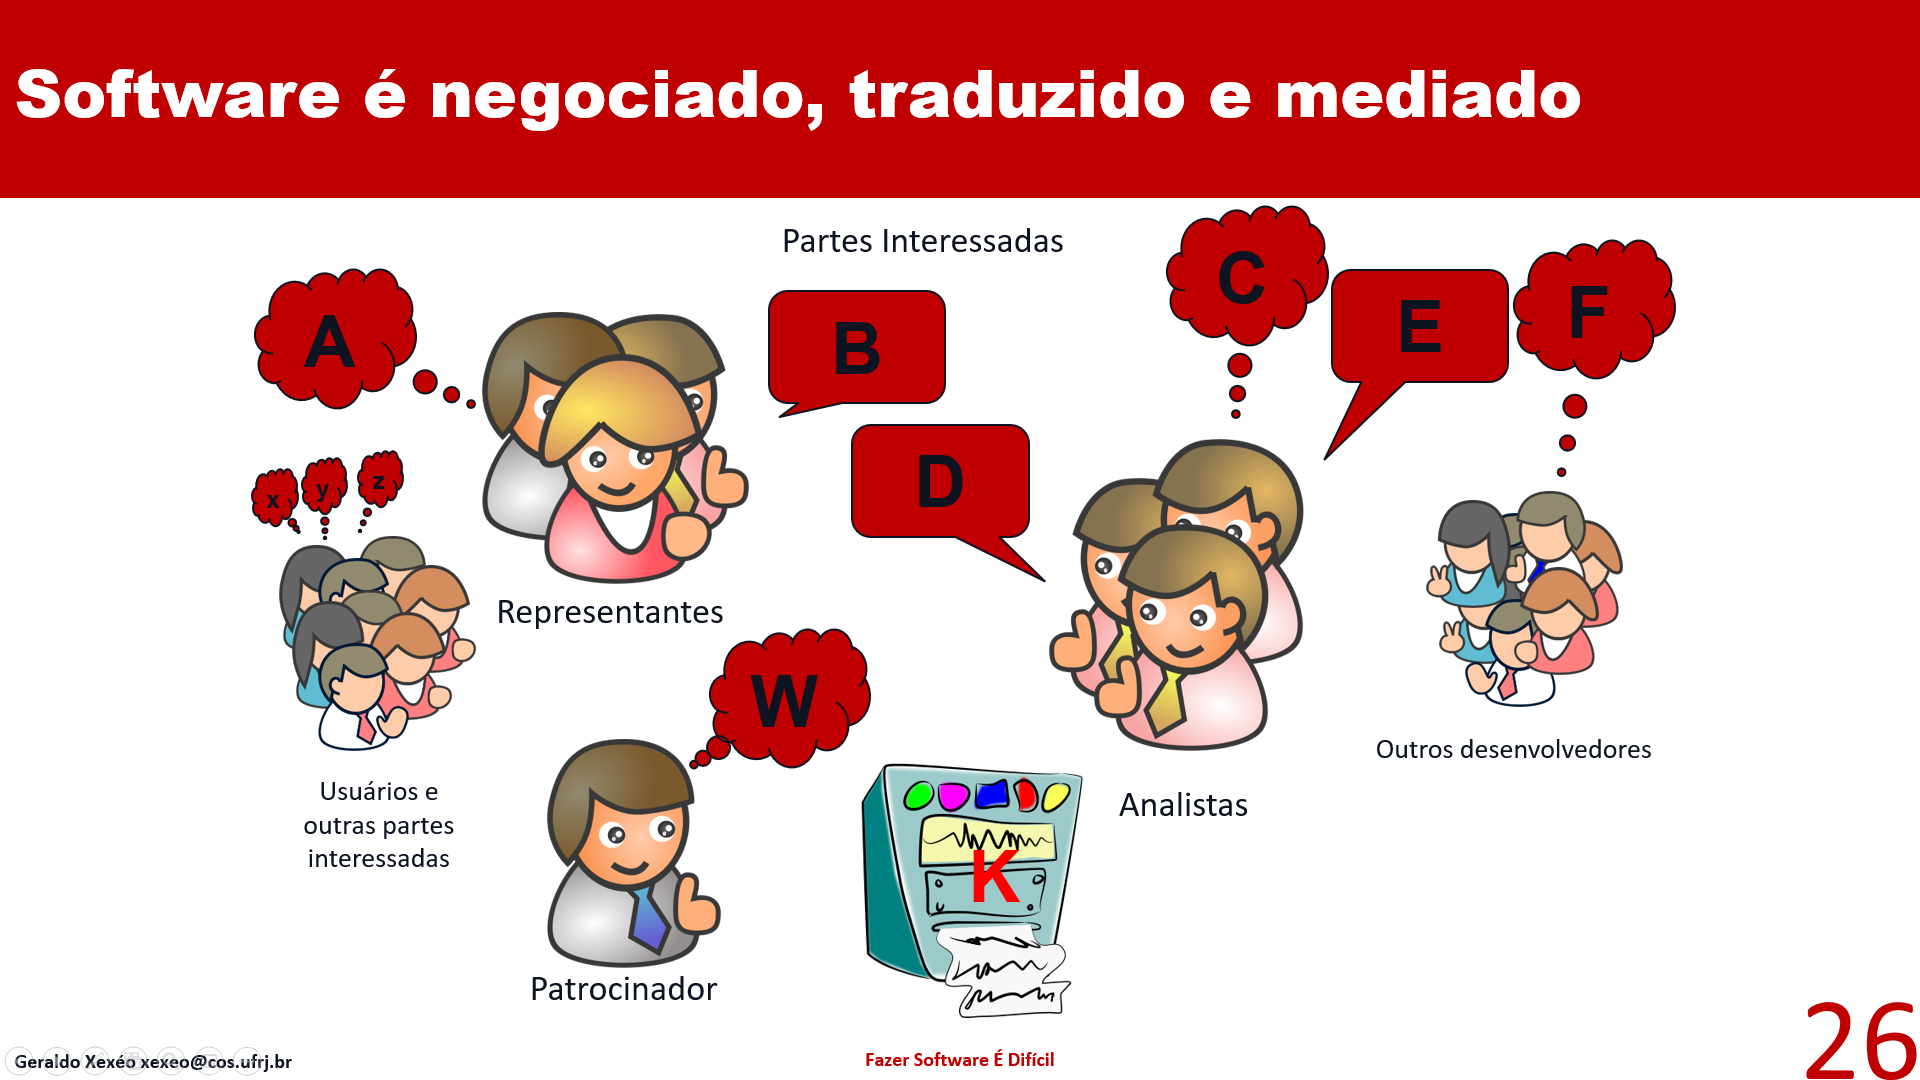 Software é negociado, traduzido e mediado
Partes Interessadas
A
B
C
E
F
x
y
z
D
Representantes
W
Usuários e
outras partes
interessadas
Patrocinador
K
Analistas
Outros desenvolvedores
Geraldo Xexéo xexeo@cos.ufrj.br
Fazer Software É Difícil
26